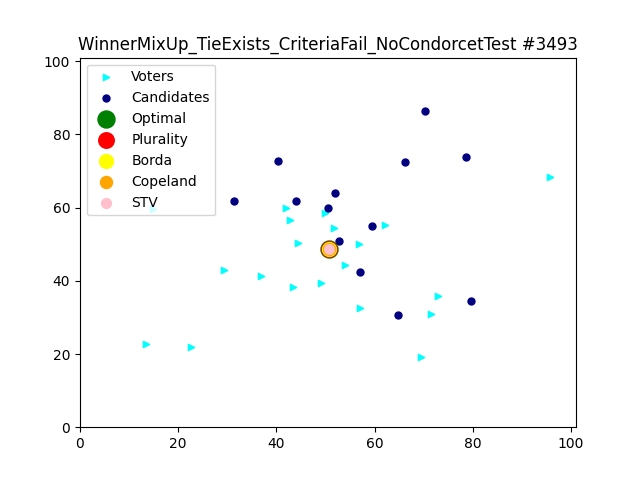 WinnerMixUp_TieExists_CriteriaFail_NoCondorcetTest #3493
100
80
60
40
20
0
0 20 40 60 80 100
Voters
Candidates
Optimal
Plurality
Borda
Copeland
STV